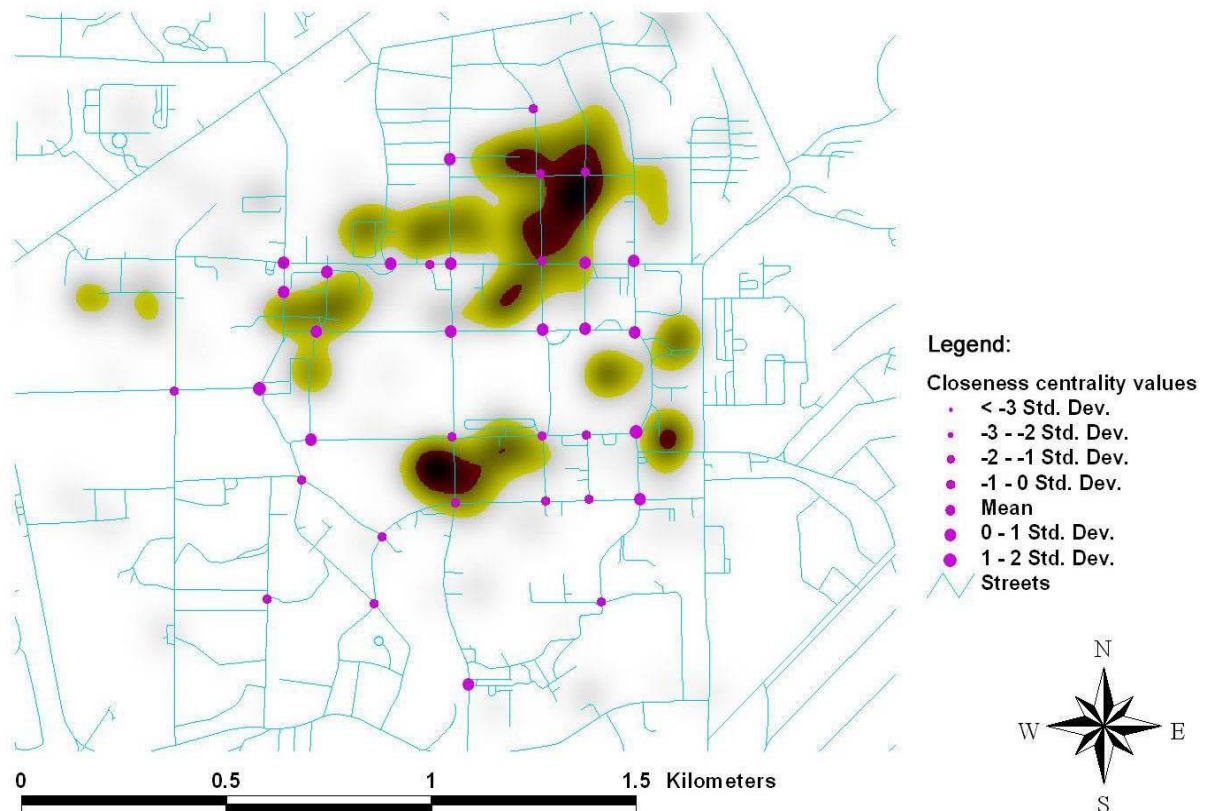 Legend:
Closeness centrality values
< -3 Std. Dev.
-3 - -2 Std. Dev.
-2 - -1 Std. Dev.
-1 - 0 Std. Dev.
Mean
0 - 1 Std. Dev.
1 - 2 Std. Dev.
Streets
N
W E
S
0 0.5 1 1.5 Kilometers